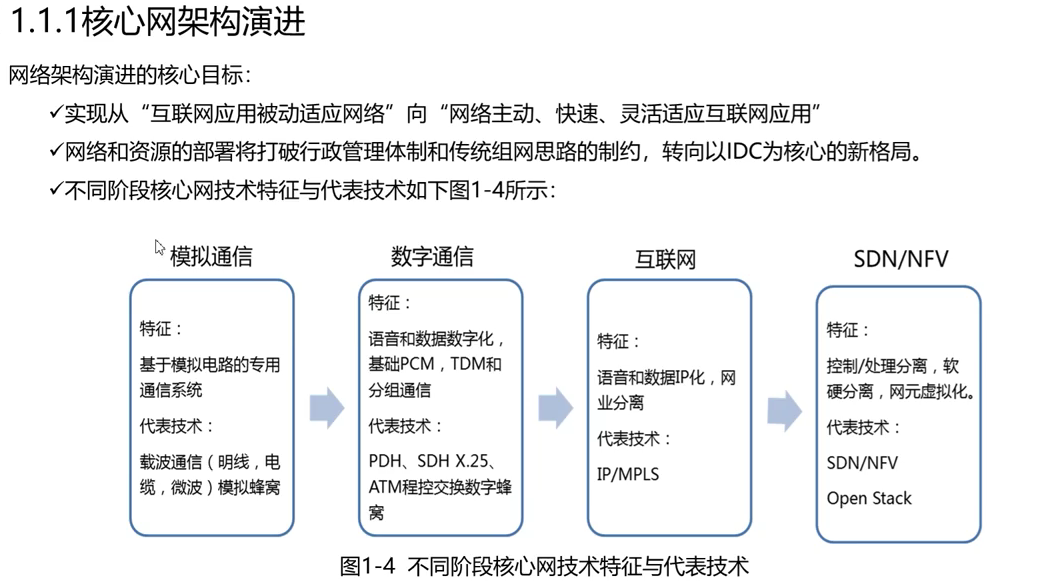 1.1.1核心网架构演进
网络架构演进的核心目标：
✓实现从“互联网应用被动适应网络”向“网络主动、快速、灵活适应互联网应用”
✓网络和资源的部署将打破行政管理体制和传统组网思路的制约，转向以IDC为核心的新格局。
✓不同阶段核心网技术特征与代表技术如下图1-4所示：
模拟通信
特征：
基于模拟电路的专用
通信系统
代表技术：
载波通信（明线，电
缆，微波）模拟蜂窝
数字通信
特征：
语音和数据数字化，
基础PCM，TDM和
分组通信
代表技术：
PDH、SDH X.25、
ATM程控交换数字蜂
窝
互联网
特征：
语音和数据IP化，网
业分离
代表技术：
IP/MPLS
SDN/NFV
特征：
控制/处理分离，软
硬分离，网元虚拟化。
代表技术：
SDN/NFV
Open Stack
图1-4 不同阶段核心网技术特征与代表技术